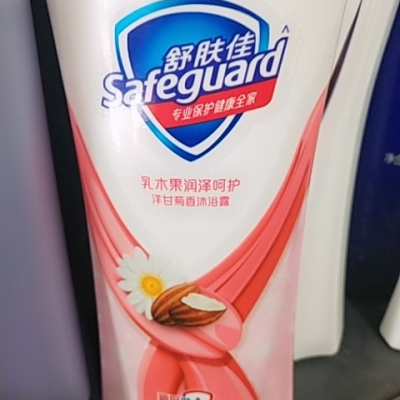 舒肤佳
Safeguard
专业保护健康全家
乳木果润泽呵护
洋甘菊香沐浴露